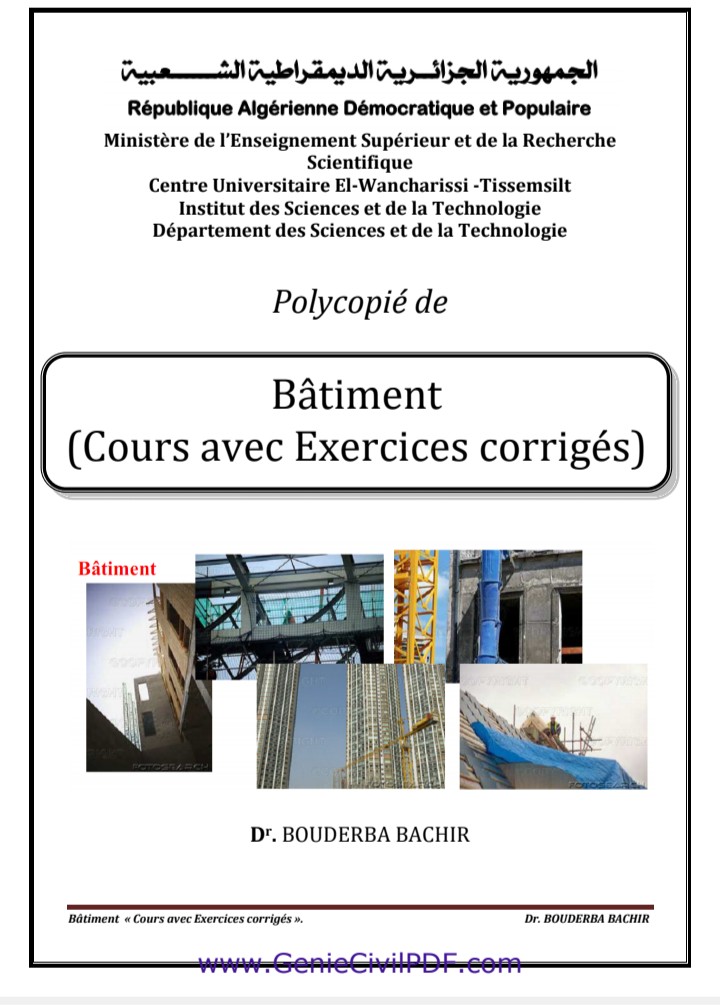 الجمهورية الجزائرية الديمقراطية الشعبية
République Algérienne Démocratique et Populaire
Ministère de l’Enseignement Supérieur et de la Recherche
Scientifique
Centre Universitaire El-Wancharissi -Tissemsilt
Institut des Sciences et de la Technologie
Département des Sciences et de la Technologie
Polycopié de
Bâtiment
(Cours avec Exercices corrigés)
Bâtiment
FOTOSEARCH
Dr. BOUDERBA BACHIR
Bâtiment « Cours avec Exercices corrigés ».
Dr. BOUDERBA BACHIR
www.GenieCivilPDF.com